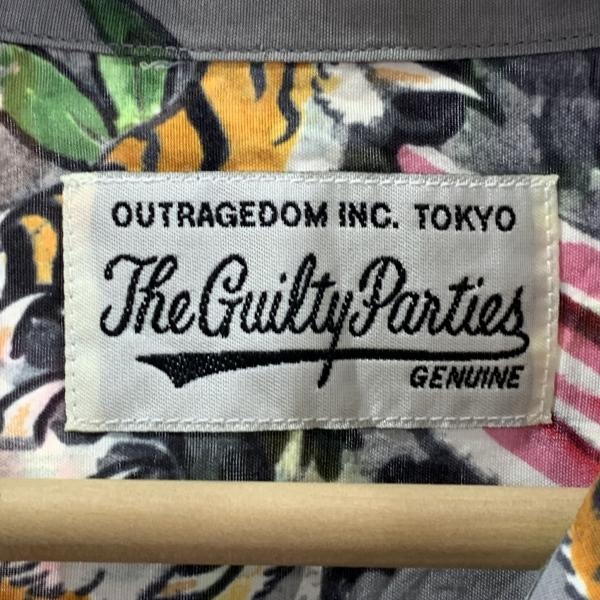 OUTRAGEDOM INC. TOKYO
The Guilty Parties
GENUINE